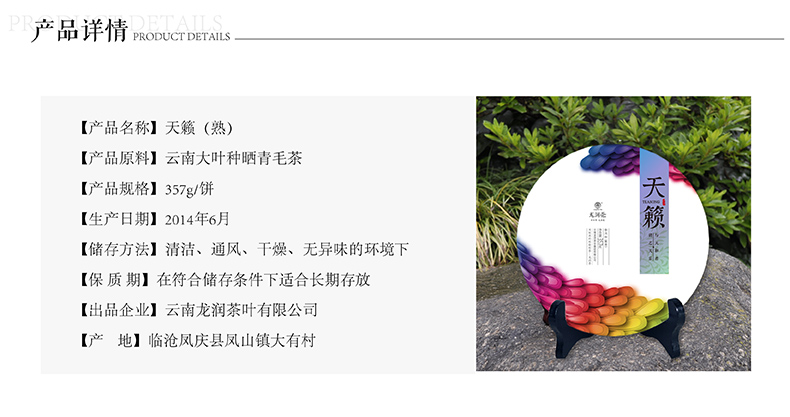 PRODUCT DETAILS
产品详情 PRODUCT DETAILS
【产品名称】天籁（熟）
【产品原料】云南大叶种晒青毛茶
【产品规格】357g/饼
【生产日期】2014年6月
【储存方法】清洁、通风、干燥、无异味的环境下
【保 质 期】在符合储存条件下适合长期存放
【出品企业】云南龙润茶叶有限公司
【产　地】临沧凤庆县凤山镇大有村
天籁